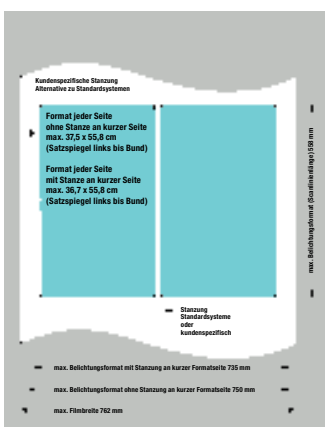 Kundenspezifische Stanzung
Alternative zu Standardsystemen
Format jeder Seite
ohne Stanze an kurzer Seite
max. 37,5 x 55,8 cm
(Satzspiegel links bis Bund)
Format jeder Seite
mit Stanze an kurzer Seite
max. 36,7 x 55,8 cm
(Satzspiegel links bis Bund)
max. Belichtungsformat (Scanlinienlänge) 558 mm
Stanzung
Standardsysteme
oder
kundenspezifisch
max. Belichtungsformat mit Stanzung an kurzer Formatseite 735 mm
max. Belichtungsformat ohne Stanzung an kurzer Formatseite 750 mm
max. Filmbreite 762 mm